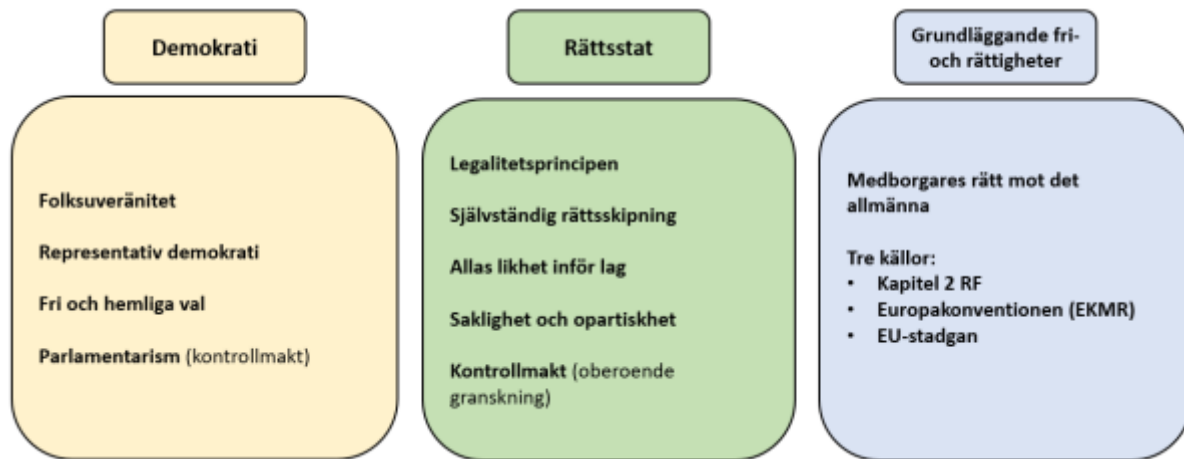 Demokrati
Folksuveränitet
Representativ demokrati
Fri och hemliga val
Parlamentarism (kontrollmakt)
Rättsstat
Legalitetsprincipen
Självständig rättsskipning
Allas likhet inför lag
Saklighet och opartiskhet
Kontrollmakt (oberoende
granskning)
Grundläggande fri-
och rättigheter
Medborgares rätt mot det
allmänna
Tre källor:
• Kapitel 2 RF
• Europakonventionen (EKMR)
• EU-stadgan